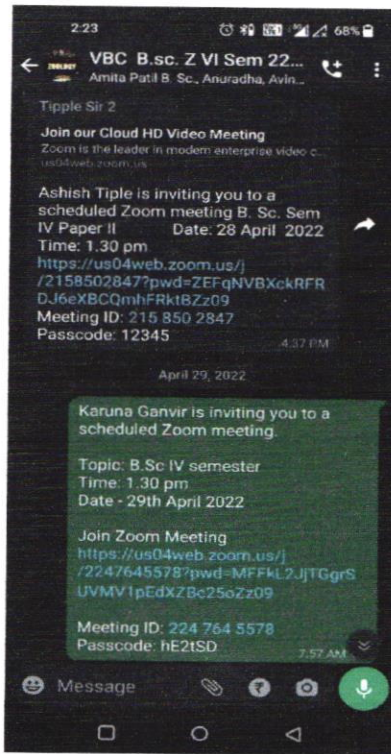 2:23
68%
VBC B.sc. Z VI Sem 22...
Amita Patil B. Sc., Anuradha, Avin...
Tipple Sir 2
Join our Cloud HD Video Meeting
Zoom is the leader in modern enterprise video c...
us04web.zoom.us
Ashish Tiple is inviting you to a
scheduled Zoom meeting B. Sc. Sem
IV Paper II Date: 28 April 2022
Time: 1.30 pm
https://us04web.zoom.us/j
/2158502847?pwd=ZEFqNVBXckRFR
DJ6eXBCQmhFRktBZz09
Meeting ID: 215 850 2847
Passcode: 12345
4:37 PM
April 29, 2022
Karuna Ganvir is inviting you to a
scheduled Zoom meeting.
Topic: B.Sc IV semester
Time: 1.30 pm
Date - 29th April 2022
Join Zoom Meeting
https://us04web.zoom.us/j
/2247645578?pwd=MFFkL2JjTGgrS
UVMV1pEdXZBc25oZz09
Meeting ID: 224 764 5578
Passcode: hE2tSD
7:57 AM
Message